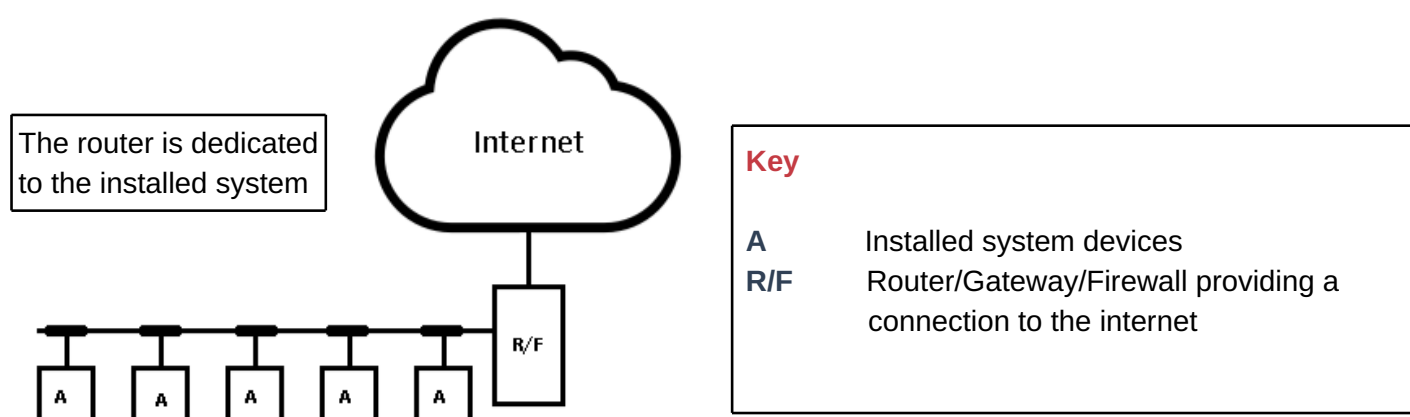 The router is dedicated
to the installed system
Internet
R/F
A
A
A
A
A
Key
A Installed system devices
R/F Router/Gateway/Firewall providing a
connection to the internet